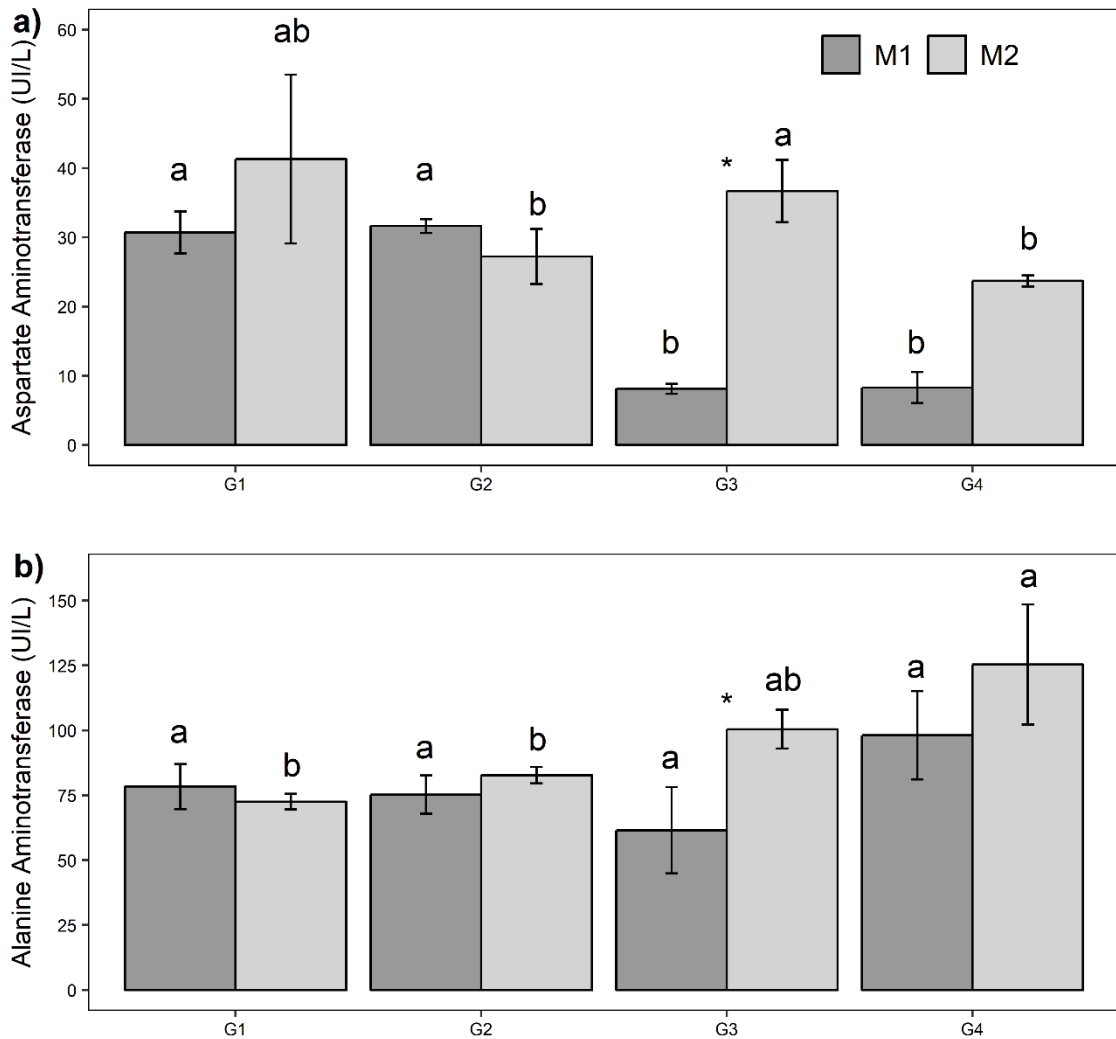 a)
Aspartate Aminotransferase (UI/L)
60
50
40
30
20
10
0
M1 M2
a ab a b b * a b b
G1 G2 G3 G4
b)
Alanine Aminotransferase (UI/L)
150
125
100
75
50
25
0
a b a b a * ab a a
G1 G2 G3 G4